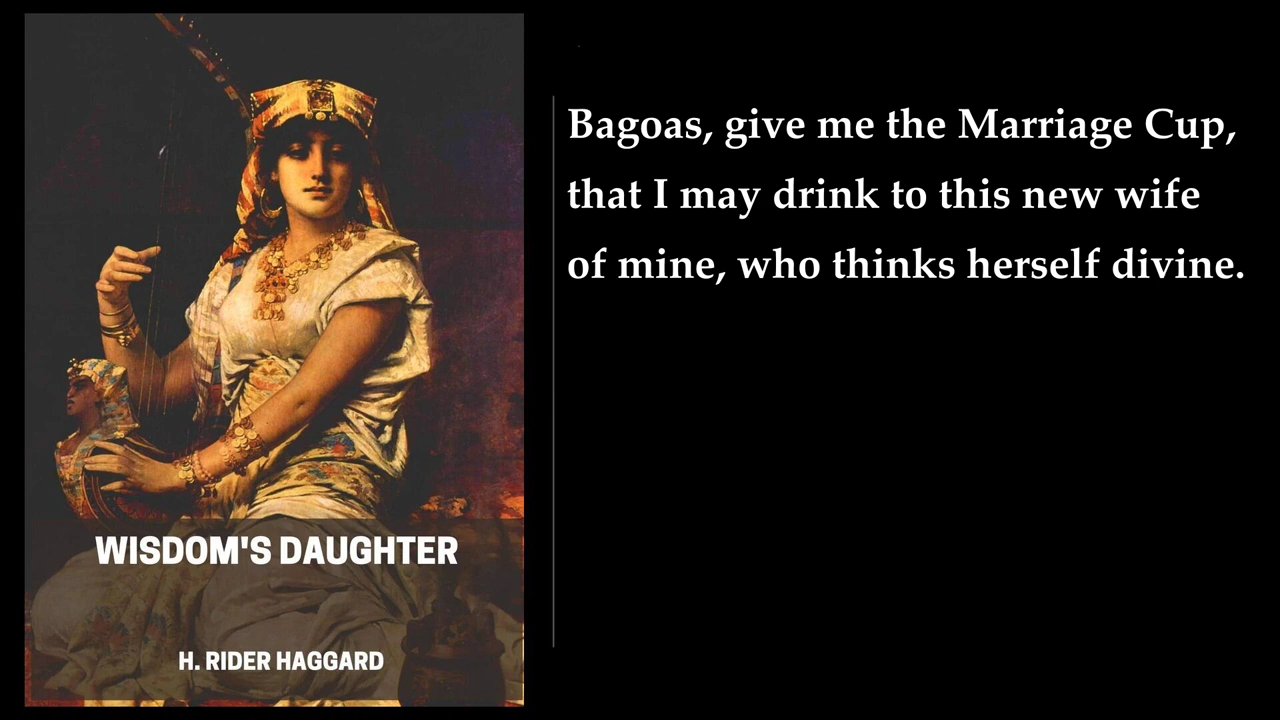 WISDOM'S DAUGHTER
H. RIDER HAGGARD
Bagoas, give me the Marriage Cup,
that I may drink to this new wife
of mine, who thinks herself divine.